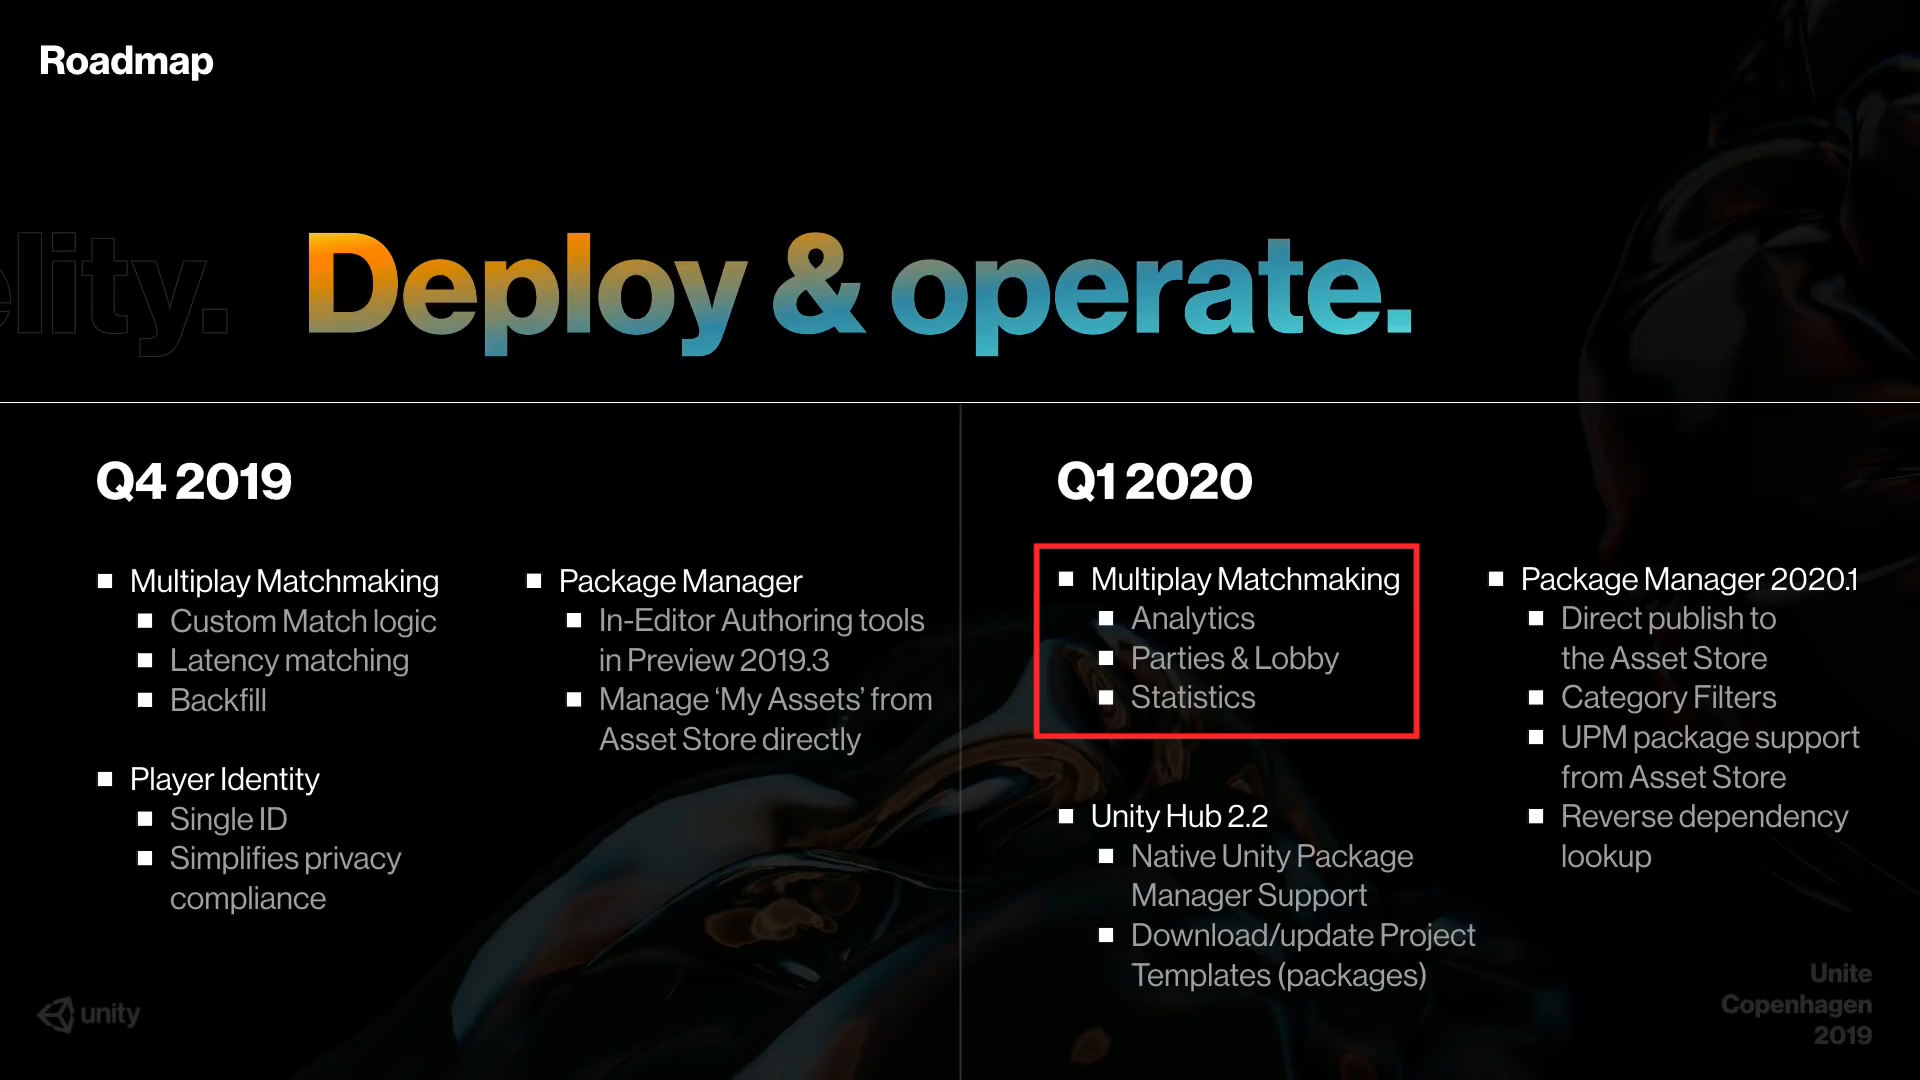 Roadmap
elity.
Deploy & operate.
Q4 2019
Multiplay Matchmaking
Custom Match logic
Latency matching
Backfill
Player Identity
Single ID
Simplifies privacy
compliance
Package Manager
In-Editor Authoring tools
in Preview 2019.3
Manage ‘My Assets’ from
Asset Store directly
Q1 2020
Multiplay Matchmaking
Analytics
Parties & Lobby
Statistics
Unity Hub 2.2
Native Unity Package
Manager Support
Download/update Project
Templates (packages)
Package Manager 2020.1
Direct publish to
the Asset Store
Category Filters
UPM package support
from Asset Store
Reverse dependency
lookup
unity
Unite
Copenhagen
2019